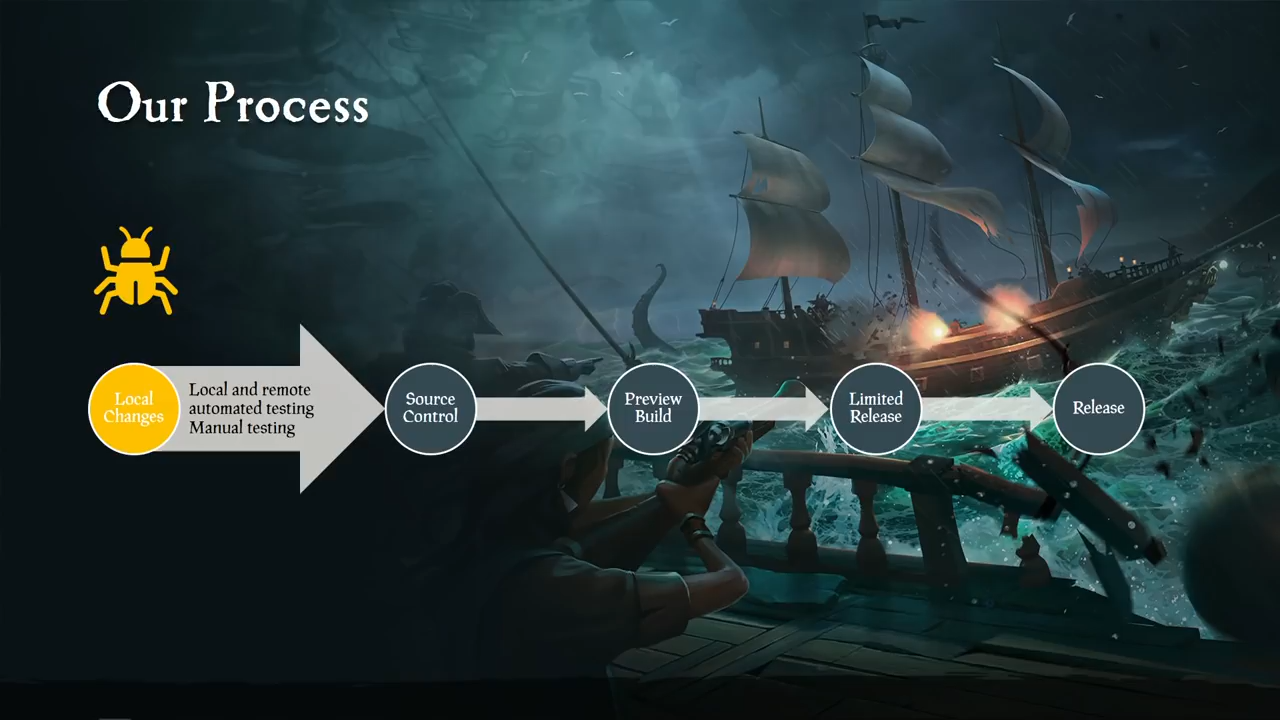 Our Process
Local
Changes
Local and remote
automated testing
Manual testing
Source
Control
Preview
Build
Limited
Release
Release